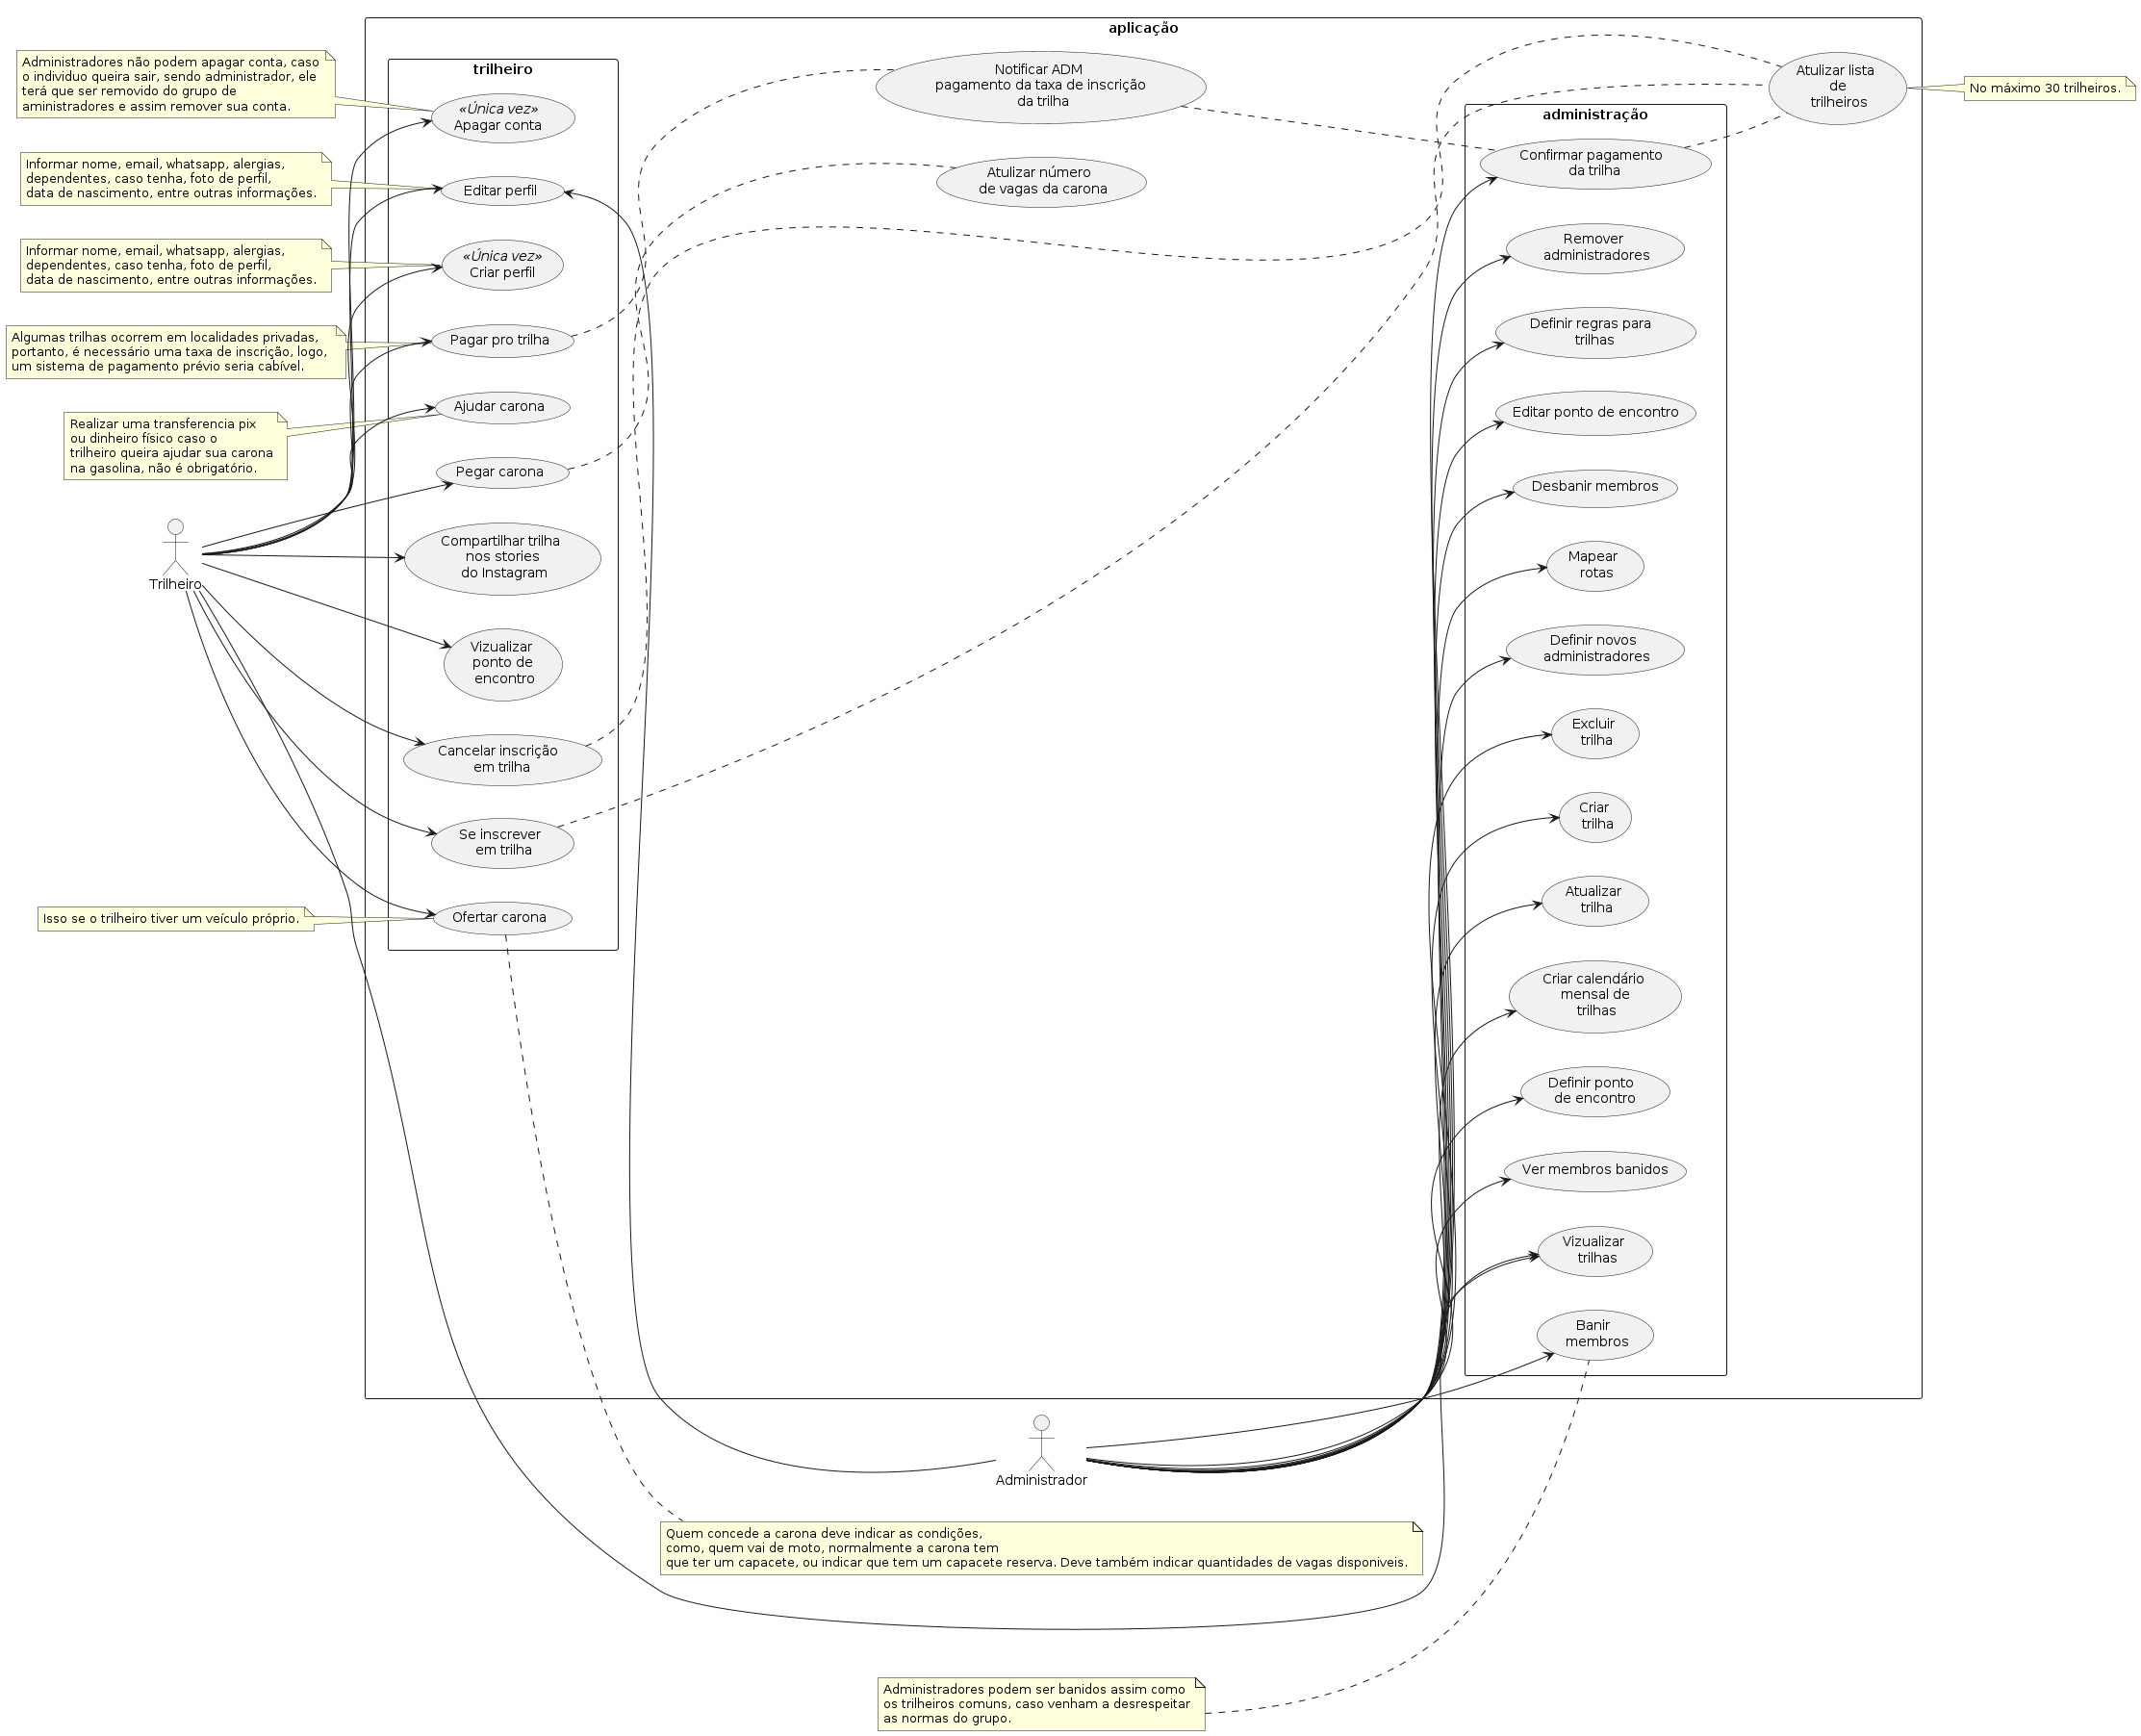 aplicação
trilheiro
Administradores não podem apagar conta, caso
o individuo queira sair, sendo administrador, ele
terá que ser removido do grupo de
aministradores e assim remover sua conta.
«Única vez»
Apagar conta
Informar nome, email, whatsapp, alergias,
dependentes, caso tenha, foto de perfil,
data de nascimento, entre outras informações.
Editar perfil
Informar nome, email, whatsapp, alergias,
dependentes, caso tenha, foto de perfil,
data de nascimento, entre outras informações.
«Única vez»
Criar perfil
Algumas trilhas ocorrem em localidades privadas,
portanto, é necessário uma taxa de inscrição, logo,
um sistema de pagamento prévio seria cabível.
Pagar pro trilha
Realizar uma transferencia pix
ou dinheiro físico caso o
trilheiro queira ajudar sua carona
na gasolina, não é obrigatório.
Ajudar carona
Pegar carona
Trilheiro
Compartilhar trilha
nos stories
do Instagram
Vizualizar
ponto de
encontro
Cancelar inscrição
em trilha
Se inscrever
em trilha
Isso se o trilheiro tiver um veículo próprio.
Ofertar carona
Notificar ADM
pagamento da taxa de inscrição
da trilha
Atulizar número
de vagas da carona
Atulizar lista
de
trilheiros
No máximo 30 trilheiros.
administração
Confirmar pagamento
da trilha
Remover
administradores
Definir regras para
trilhas
Editar ponto de encontro
Desbanir membros
Mapear
rotas
Definir novos
administradores
Excluir
trilha
Criar
trilha
Atualizar
trilha
Criar calendário
mensal de
trilhas
Definir ponto
de encontro
Ver membros banidos
Vizualizar
trilhas
Banir
membros
Administrador
Quem concede a carona deve indicar as condições,
como, quem vai de moto, normalmente a carona tem
que ter um capacete, ou indicar que tem um capacete reserva. Deve também indicar quantidades de vagas disponiveis.
Administradores podem ser banidos assim como
os trilheiros comuns, caso venham a desrespeitar
as normas do grupo.